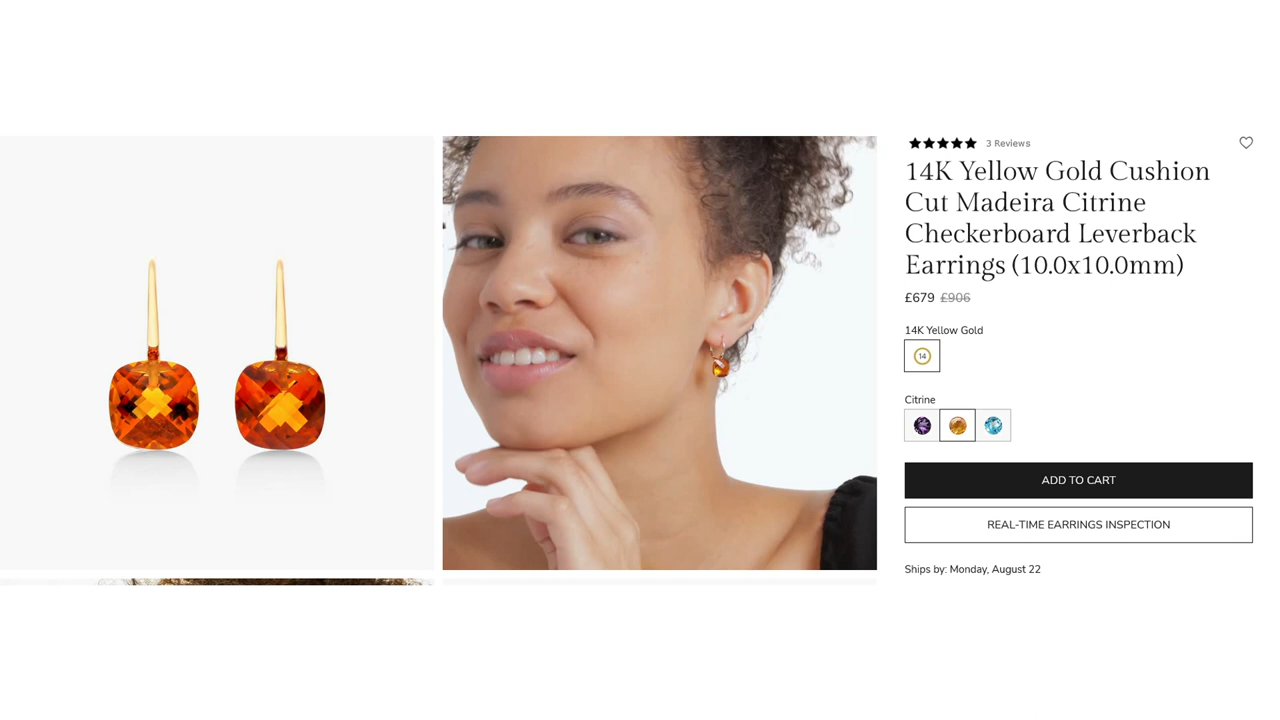 3 Reviews
14K Yellow Gold Cushion
Cut Madeira Citrine
Checkerboard Leverback
Earrings (10.0x10.0mm)
£679 £906
14K Yellow Gold
14
Citrine
ADD TO CART
REAL-TIME EARRINGS INSPECTION
Ships by: Monday, August 22